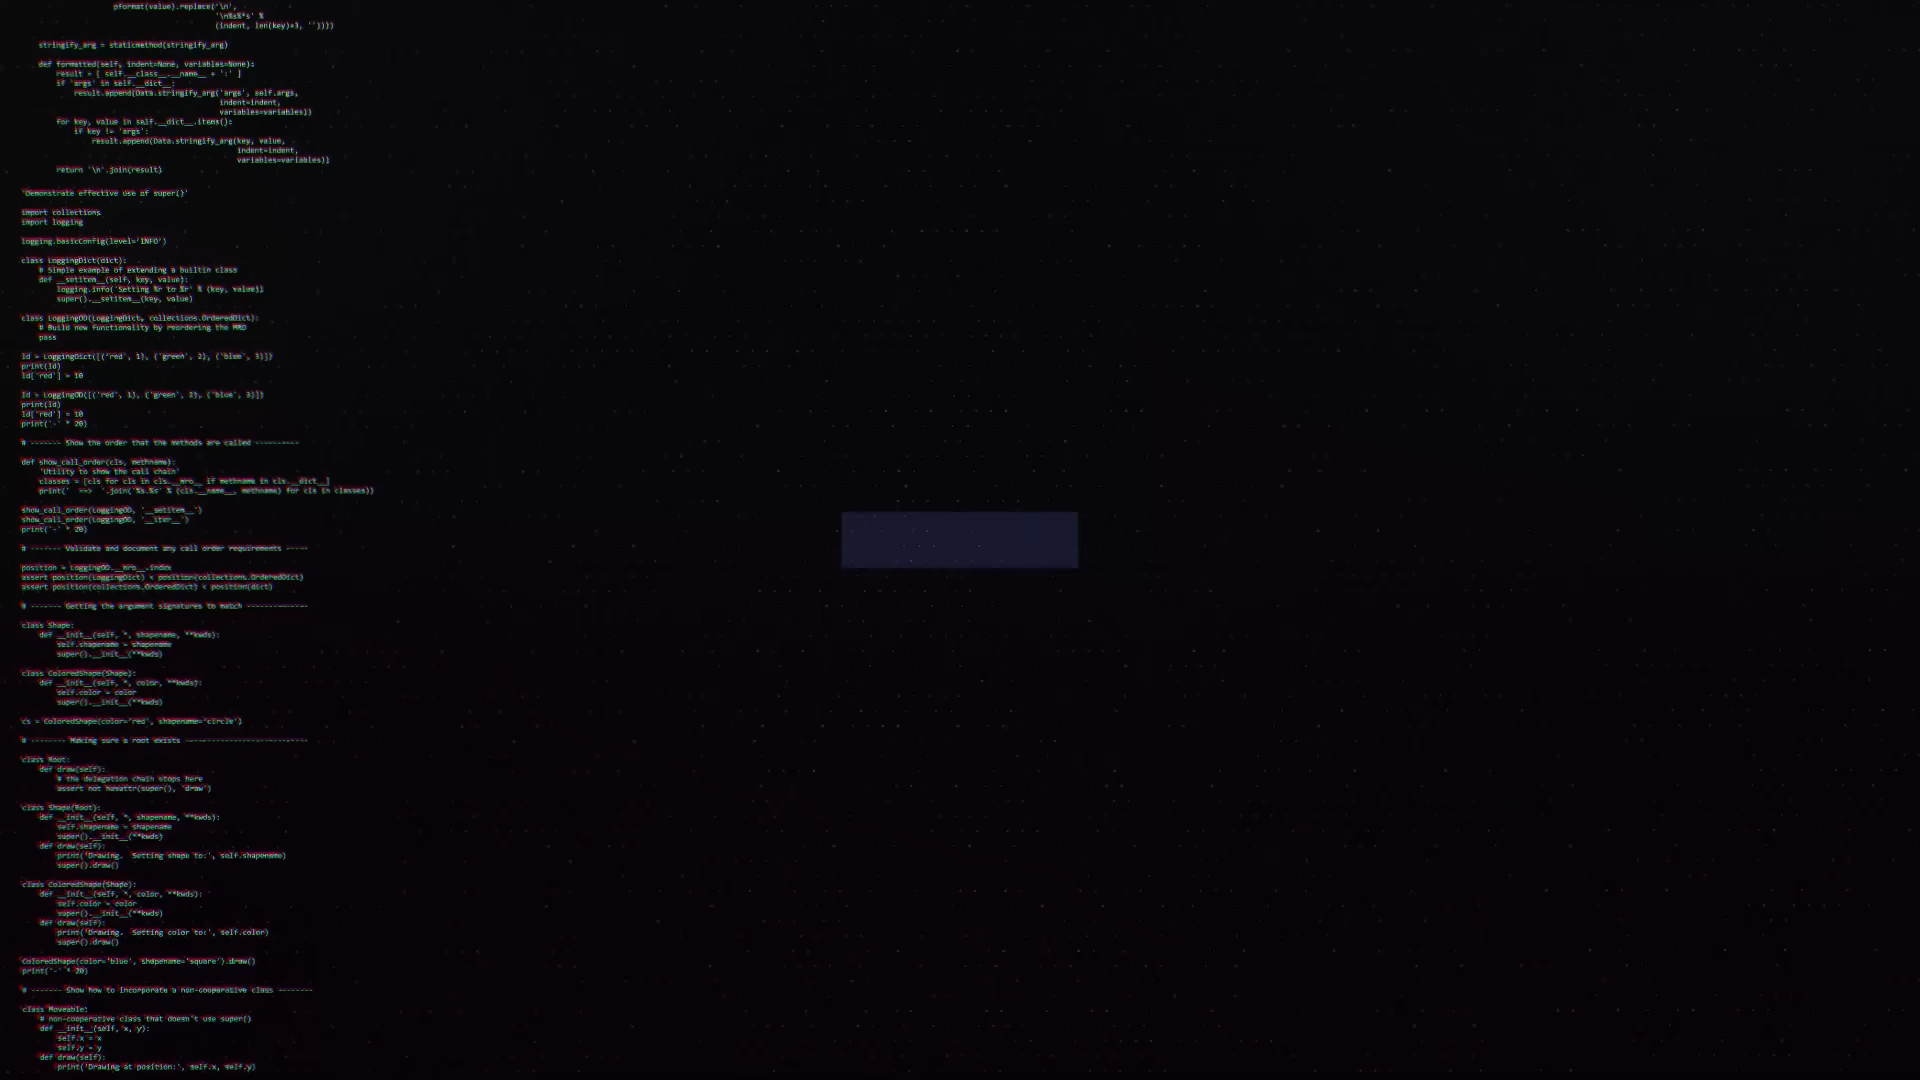 pformat(value).replace('\n',
'\n%s%*s' %
(indent, len(key)+3, ''))))
stringify_arg = staticmethod(stringify_arg)
def formatted(self, indent=None, variables=None):
result = [ self.__class__.__name__ + ':' ]
if 'args' in self.__dict__:
result.append(Data.stringify_arg('args', self.args,
indent=indent,
variables=variables))
for key, value in self.__dict__.items():
if key != 'args':
result.append(Data.stringify_arg(key, value,
indent=indent,
variables=variables))
return '\n'.join(result)
'Demonstrate effective use of super()'
import collections
import logging
logging.basicConfig(level='INFO')
class LoggingDict(dict):
# Simple example of extending a builtin class
def __setitem__(self, key, value):
logging.info('Setting %r to %r' % (key, value))
super().__setitem__(key, value)
class LoggingOD(LoggingDict, collections.OrderedDict):
# Build new functionality by reordering the MRO
pass
ld = LoggingDict([('red', 1), ('green', 2), ('blue', 3)])
print(ld)
ld['red'] = 10
ld = LoggingOD([('red', 1), ('green', 2), ('blue', 3)])
print(ld)
ld['red'] = 10
print('-' * 20)
# ------- Show the order that the methods are called ----------
def show_call_order(cls, methname):
'Utility to show the call chain'
classes = [cls for cls in cls.__mro__ if methname in cls.__dict__]
print('  ==>  '.join('%s.%s' % (cls.__name__, methname) for cls in classes))
show_call_order(LoggingOD, '__setitem__')
show_call_order(LoggingOD, '__iter__')
print('-' * 20)
# ------- Validate and document any call order requirements -----
position = LoggingOD.__mro__.index
assert position(LoggingDict) < position(collections.OrderedDict)
assert position(collections.OrderedDict) < position(dict)
# ------- Getting the argument signatures to match --------------
class Shape:
def __init__(self, *, shapename, **kwds):
self.shapename = shapename
super().__init__(**kwds)
class ColoredShape(Shape):
def __init__(self, *, color, **kwds):
self.color = color
super().__init__(**kwds)
cs = ColoredShape(color='red', shapename='circle')
# -------- Making sure a root exists ----------------------------
class Root:
def draw(self):
# the delegation chain stops here
assert not hasattr(super(), 'draw')
class Shape(Root):
def __init__(self, *, shapename, **kwds):
self.shapename = shapename
super().__init__(**kwds)
def draw(self):
print('Drawing.  Setting shape to:', self.shapename)
super().draw()
class ColoredShape(Shape):
def __init__(self, *, color, **kwds):
self.color = color
super().__init__(**kwds)
def draw(self):
print('Drawing.  Setting color to:', self.color)
super().draw()
ColoredShape(color='blue', shapename='square').draw()
print('-' * 20)
# ------- Show how to incorporate a non-cooperative class --------
class Moveable:
# non-cooperative class that doesn't use super()
def __init__(self, x, y):
self.x = x
self.y = y
def draw(self):
print('Drawing at position:', self.x, self.y)